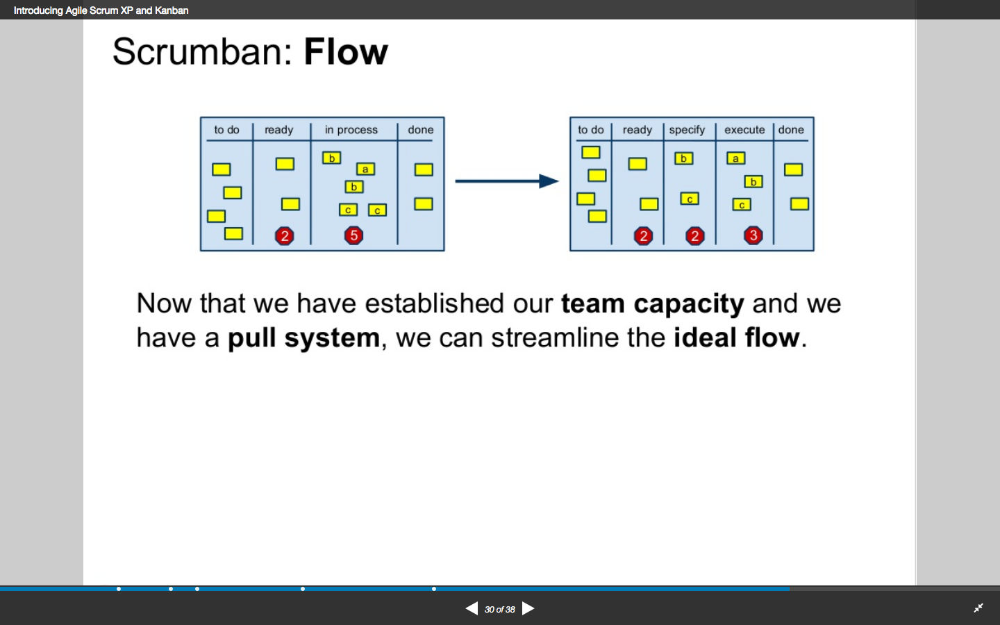 Introducing Agile Scrum XP and Kanban
Scrumban: Flow
to do ready in process done
b
a
b
c c
2 5
to do ready specify execute done
b a
b
c c
2 2 3
Now that we have established our team capacity and we
have a pull system, we can streamline the ideal flow.
30 of 38